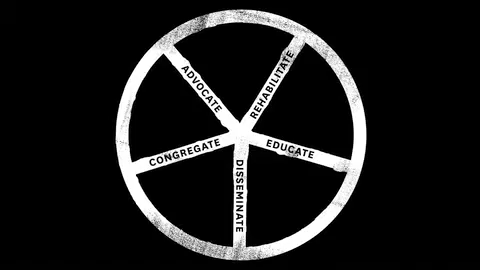 ADVOCATE
REHABILITATE
CONGREGATE
EDUCATE
DISSEMINATE